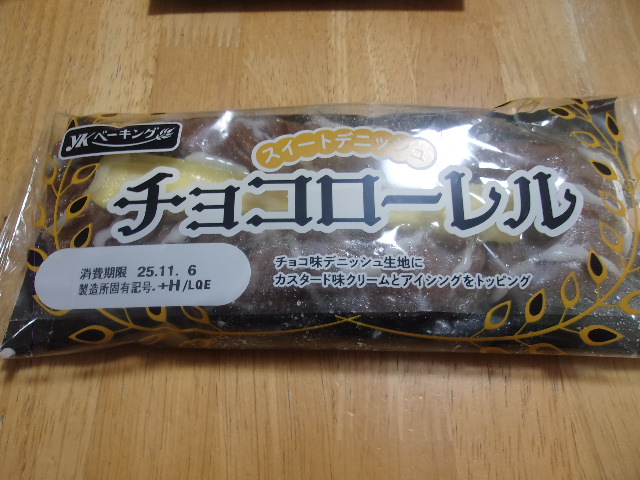 YKベーキング
スイートデニッシュ
チョコローレル
チョコ味デニッシュ生地に
カスタード味クリームとアイシングをトッピング
消費期限 25.11. 6
製造所固有記号-+H/LQE